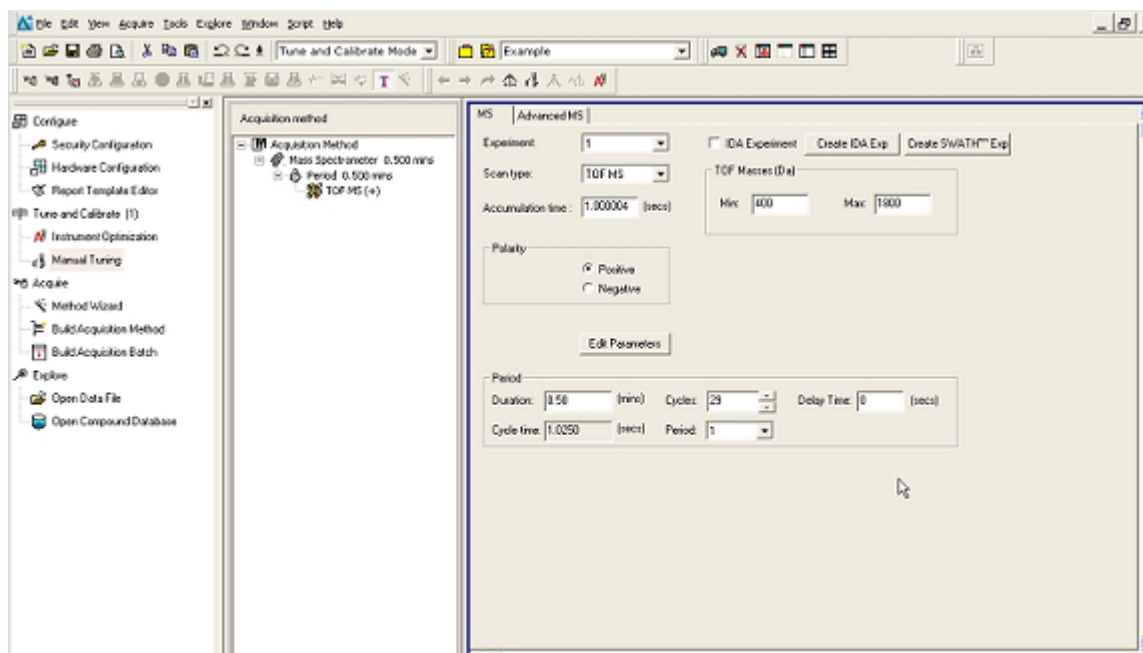 File Edit View Acquire Tools Explore Window Script Help
Tune and Calibrate Mode Example
T
Configure
Security Configuration
Hardware Configuration
Report Template Editor
Tune and Calibrate (1)
Instrument Optimization
Manual Tuning
Acquire
Method Wizard
Build Acquisition Method
Build Acquisition Batch
Explore
Open Data File
Open Compound Database
Acquisition method
Acquisition Method
Mass Spectrometer 0.500 mins
Period 0.500 mins
TOF MS (+)
MS Advanced MS
Experiment: 1 IDA Experiment Create IDA Exp Create SWATH™ Exp
Scan type: TOF MS TOF Masses (Da)
Accumulation time : 1.000004 (secs) Min: 400 Max: 1800
Polarity
Positive
Negative
Edit Parameters
Period
Duration: 0.50 (mins) Cycles: 29 Delay Time: 0 (secs)
Cycle time: 1.0250 (secs) Period: 1